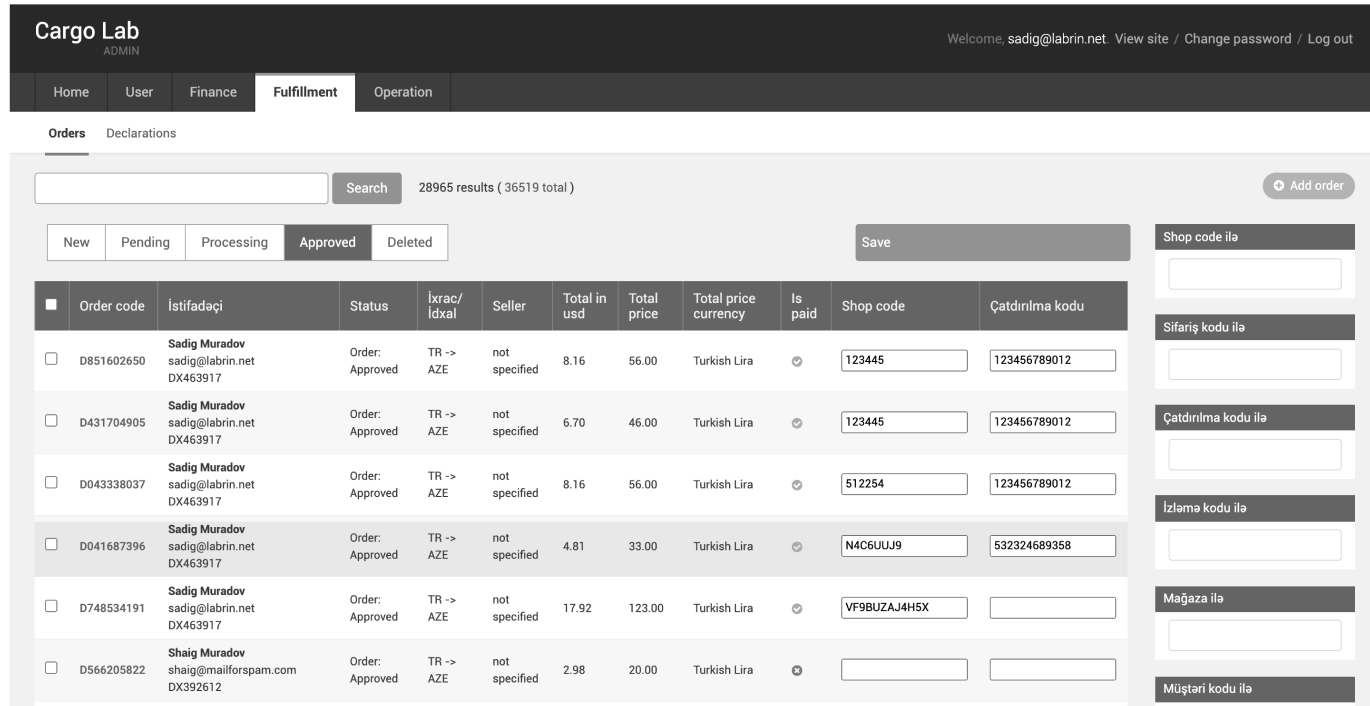 Cargo Lab
ADMIN
Welcome, sadig@labrin.net. View site / Change password / Log out
Home User Finance Fulfillment Operation
Orders Declarations
Search 28965 results ( 36519 total )
Add order
New Pending Processing Approved Deleted
Save
Order code İstifadəçi Status İxrac/ İdxal Seller Total in usd Total price Total price currency Is paid Shop code Çatdırılma kodu
Sadig Muradov
D851602650 sadig@labrin.net Order: Approved TR -> AZE not specified 8.16 56.00 Turkish Lira 123445 123456789012
DX463917
Sadig Muradov
D431704905 sadig@labrin.net Order: Approved TR -> AZE not specified 6.70 46.00 Turkish Lira 123445 123456789012
DX463917
Sadig Muradov
D043338037 sadig@labrin.net Order: Approved TR -> AZE not specified 8.16 56.00 Turkish Lira 512254 123456789012
DX463917
Sadig Muradov
D041687396 sadig@labrin.net Order: Approved TR -> AZE not specified 4.81 33.00 Turkish Lira N4C6UUJ9 532324689358
DX463917
Sadig Muradov
D748534191 sadig@labrin.net Order: Approved TR -> AZE not specified 17.92 123.00 Turkish Lira VF9BUZAJ4H5X
DX463917
Shaig Muradov
D566205822 shaig@mailforspam.com Order: Approved TR -> AZE not specified 2.98 20.00 Turkish Lira
DX392612
Shop code ilə
Sifariş kodu ilə
Çatdırılma kodu ilə
İzləmə kodu ilə
Mağaza ilə
Müştəri kodu ilə